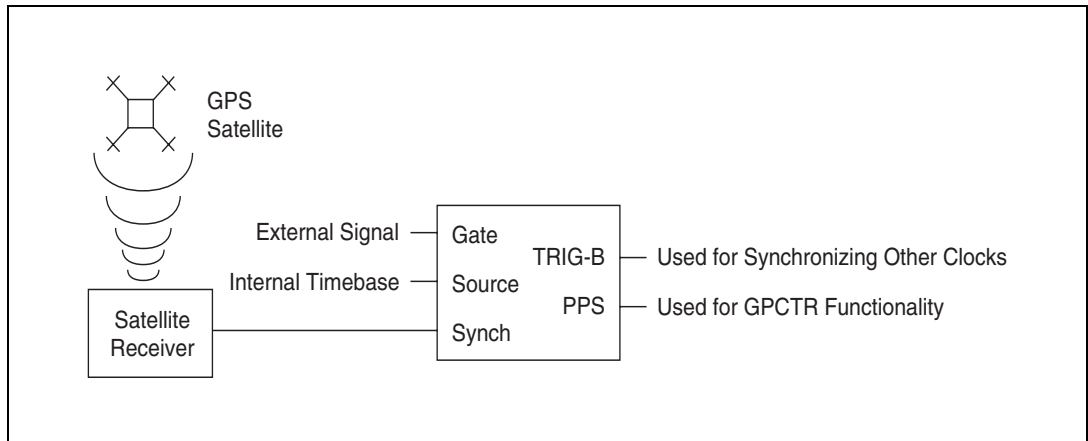 GPS
Satellite
External Signal
Gate
TRIG-B
Used for Synchronizing Other Clocks
Internal Timebase
Source
PPS
Used for GPCTR Functionality
Satellite
Receiver
Synch